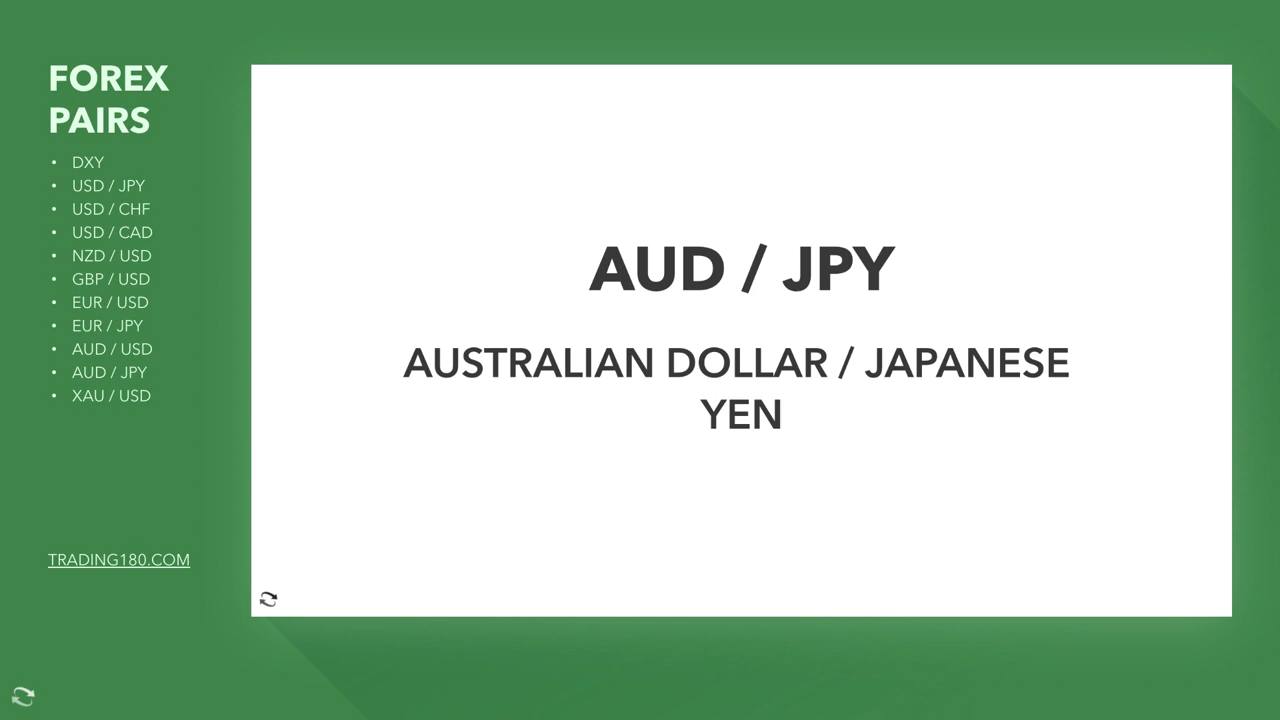 FOREX
PAIRS
• DXY
• USD / JPY
• USD / CHF
• USD / CAD
• NZD / USD
• GBP / USD
• EUR / USD
• EUR / JPY
• AUD / USD
• AUD / JPY
• XAU / USD
TRADING180.COM
AUD / JPY
AUSTRALIAN DOLLAR / JAPANESE
YEN